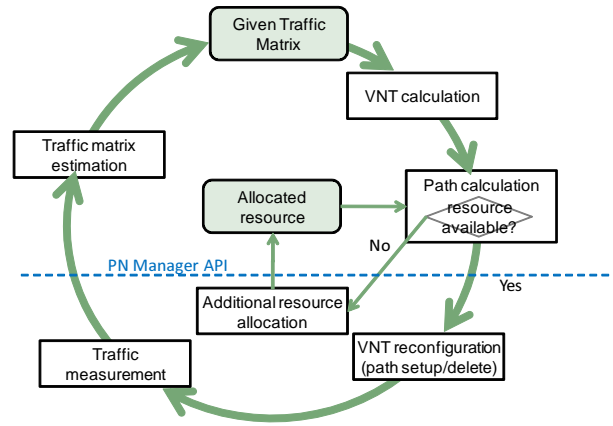 Given Traffic
Matrix
VNT calculation
Traffic matrix
estimation
Path calculation
resource
available?
Allocated
resource
No
PN Manager API
Yes
Additional resource
allocation
VNT reconfiguration
(path setup/delete)
Traffic
measurement